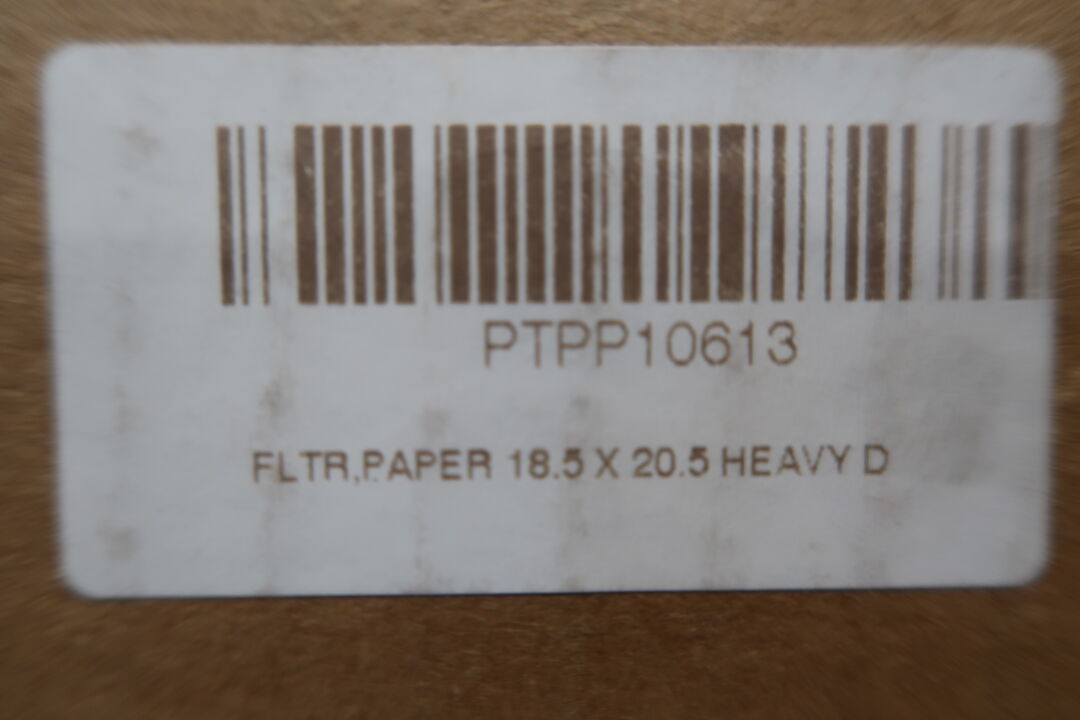 PTPP10613
FLTR,PAPER 18.5 X 20.5 HEAVY D